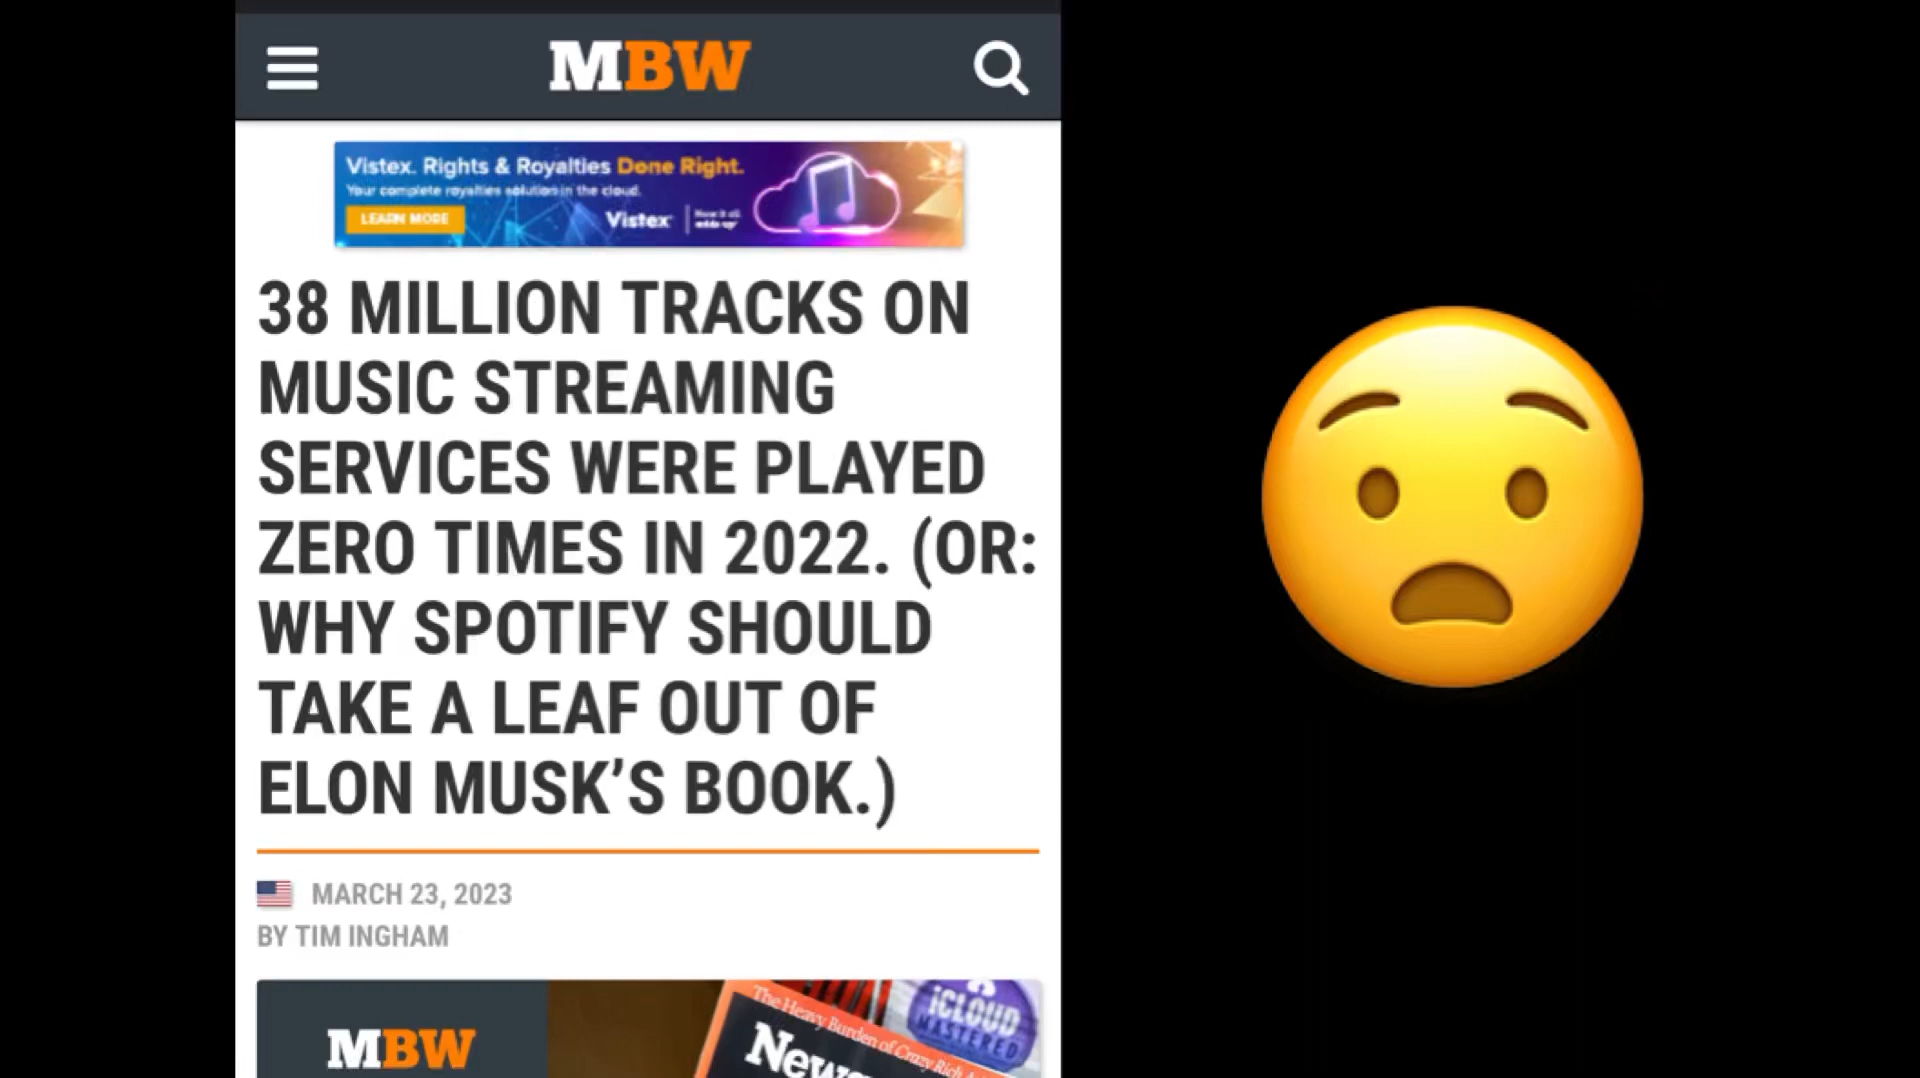 MBW
Vistex. Rights & Royalties Done Right.
Your complete royalties solution in the cloud.
LEARN MORE
Vistex
38 MILLION TRACKS ON
MUSIC STREAMING
SERVICES WERE PLAYED
ZERO TIMES IN 2022. (OR:
WHY SPOTIFY SHOULD
TAKE A LEAF OUT OF
ELON MUSK’S BOOK.)
MARCH 23, 2023
BY TIM INGHAM
MBW
The Heavy Burden of Crazy Rich
iCLOUD
MASTERED